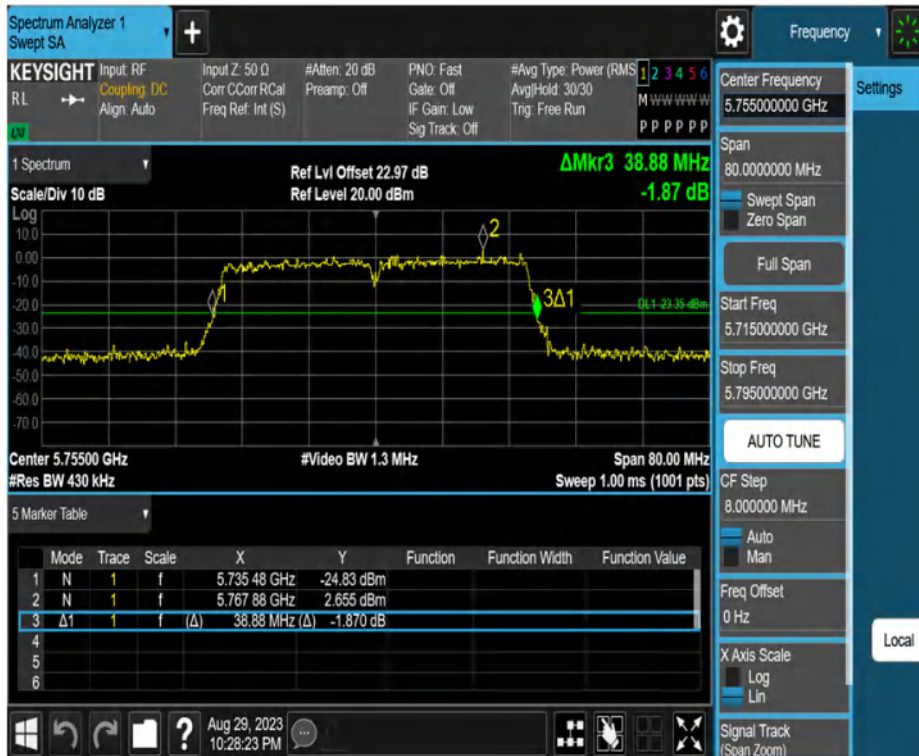 Spectrum Analyzer 1
Swept SA
Frequency
KEYSIGHT
RL
Input: RF
Coupling: DC
Align: Auto
Input Z: 50 Ω
Corr CCorr RCal
Freq Ref: Int (S)
#Atten: 20 dB
Preamp: Off
PNO: Fast
Gate: Off
IF Gain: Low
Sig Track: Off
#Avg Type: Power (RMS
Avg|Hold: 30/30
Trig: Free Run
1 2 3 4 5 6
M W W W W W
P P P P P P
1 Spectrum
Scale/Div 10 dB
Ref Lvl Offset 22.97 dB
Ref Level 20.00 dBm
ΔMkr3 38.88 MHz
-1.87 dB
Log
10.0
0.00
-10.0
-20.0
-30.0
-40.0
-50.0
-60.0
-70.0
1
2
3Δ1
DL1 -23.35 dBm
Center 5.75500 GHz
#Res BW 430 kHz
#Video BW 1.3 MHz
Span 80.00 MHz
Sweep 1.00 ms (1001 pts)
5 Marker Table
Mode Trace Scale X Y Function Function Width Function Value
1 N 1 f 5.735 48 GHz -24.83 dBm
2 N 1 f 5.767 88 GHz 2.655 dBm
3 Δ1 1 f (Δ) 38.88 MHz (Δ) -1.870 dB
4
5
6
?
Aug 29, 2023
10:28:23 PM
Center Frequency
5.755000000 GHz
Settings
Span
80.0000000 MHz
Swept Span
Zero Span
Full Span
Start Freq
5.715000000 GHz
Stop Freq
5.795000000 GHz
AUTO TUNE
CF Step
8.000000 MHz
Auto
Man
Freq Offset
0 Hz
X Axis Scale
Log
Lin
Local
Signal Track
(Span Zoom)